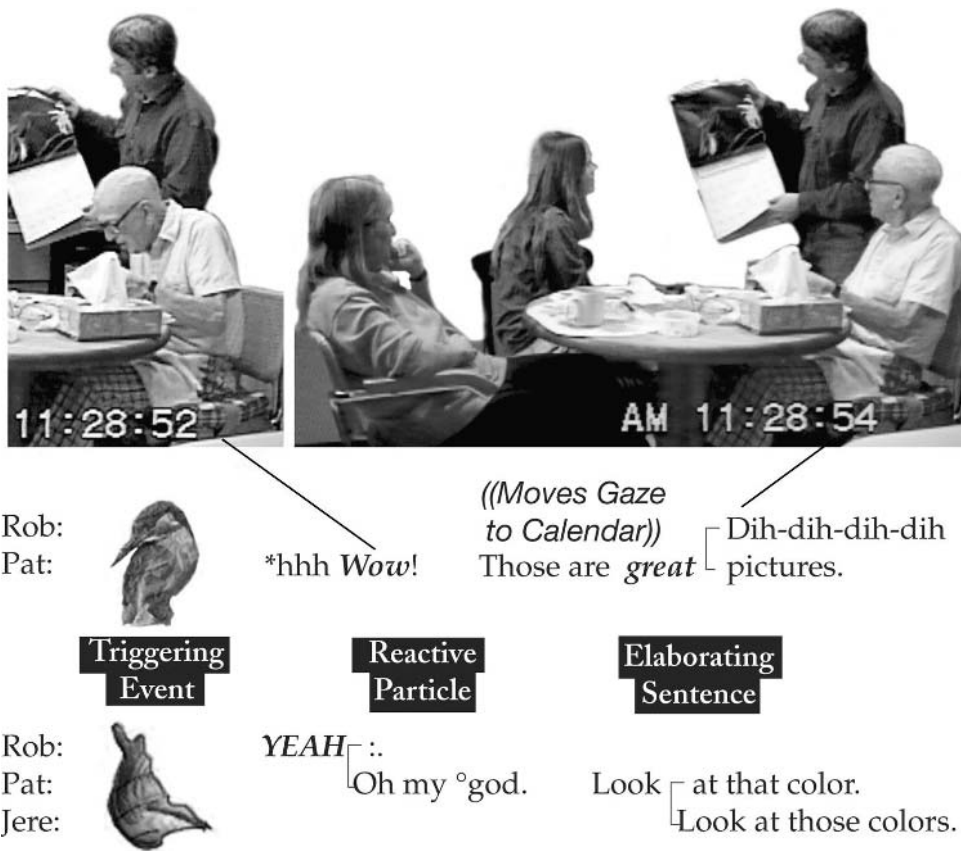 11:28:52
AM 11:28:54
((Moves Gaze
to Calendar))
Rob: Dih-dih-dih-dih
Pat: *hhh Wow! Those are great pictures.
Triggering Event
Reactive Particle
Elaborating Sentence
Rob: YEAH:.
Pat: Oh my °god. Look at that color.
Jere: Look at those colors.